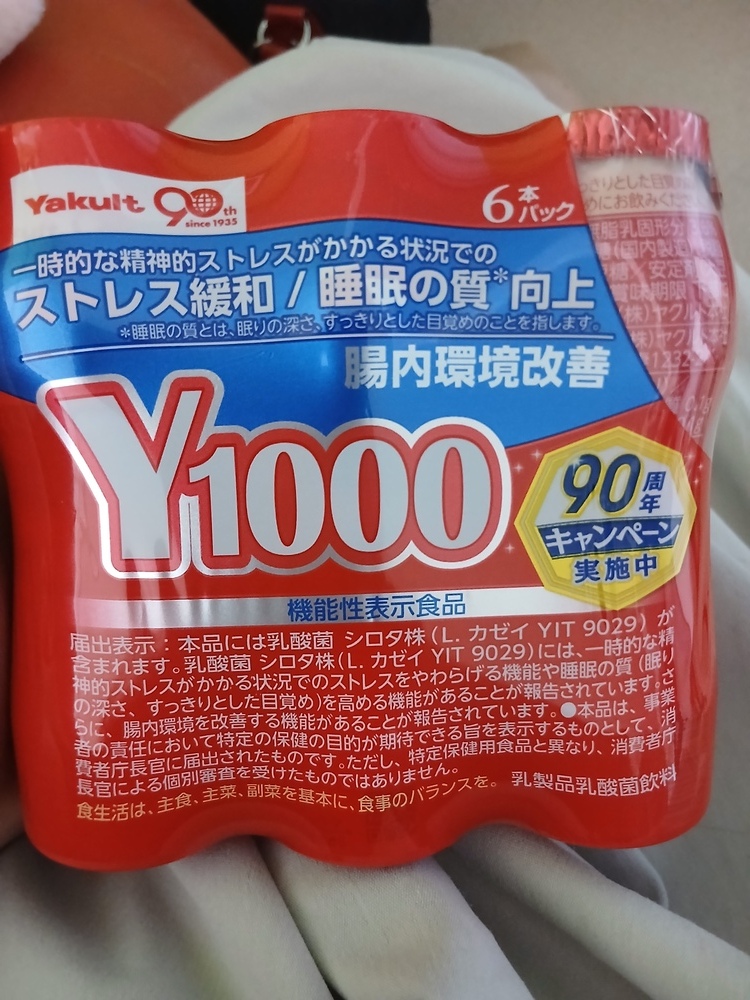 Yakult 90th
since 1935
6本
パック
一時的な精神的ストレスがかかる状況での
ストレス緩和 / 睡眠の質*向上
*睡眠の質とは、眠りの深さ、すっきりとした目覚めのことを指します。
腸内環境改善
Y1000
90周年
キャンペーン
実施中
機能性表示食品
届出表示：本品には乳酸菌 シロタ株(L. カゼイ YIT 9029) が
含まれます。乳酸菌 シロタ株(L. カゼイ YIT 9029)には、一時的な精
神的ストレスがかかる状況でのストレスをやわらげる機能や睡眠の質 (眠り
の深さ、すっきりとした目覚め)を高める機能があることが報告されています。さ
らに、腸内環境を改善する機能があることが報告されています。●本品は、事業
者の責任において特定の保健の目的が期待できる旨を表示するものとして、消
費者庁長官に届出されたものです。ただし、特定保健用食品と異なり、消費者庁
長官による個別審査を受けたものではありません。
乳製品乳酸菌飲料
食生活は、主食、主菜、副菜を基本に、食事のバランスを。